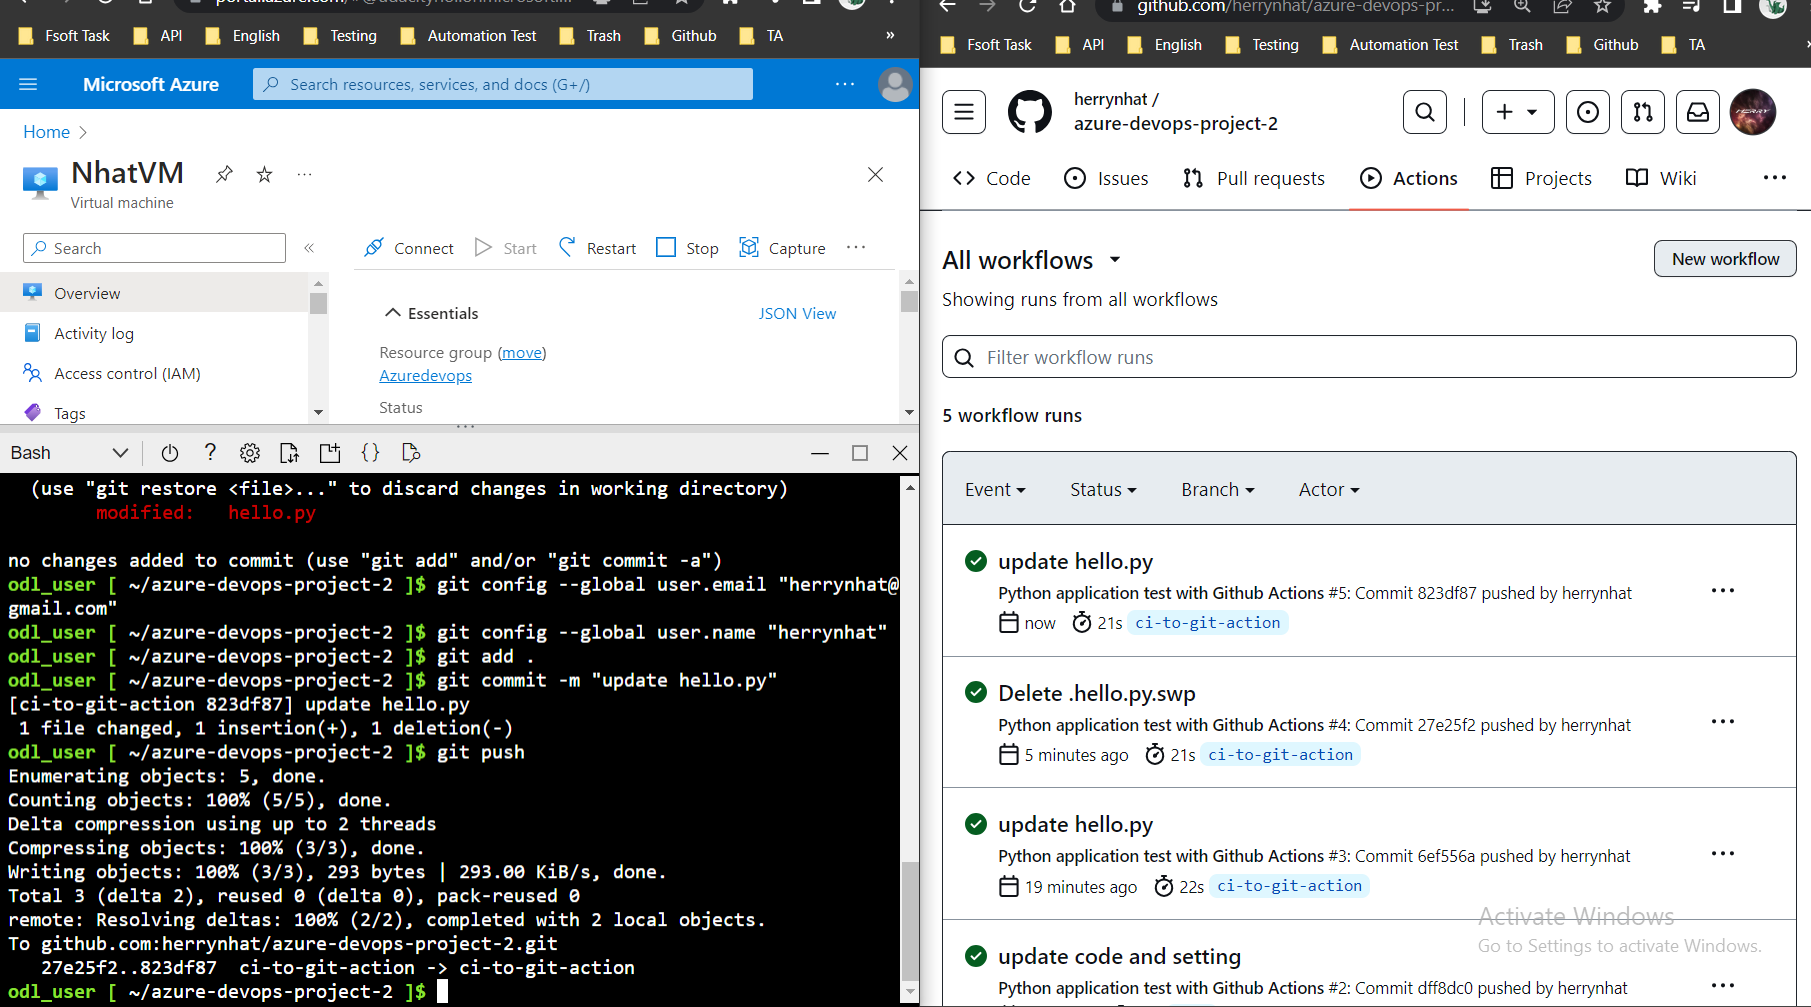 Fsoft Task API English Testing Automation Test Trash Github TA »
Microsoft Azure
Search resources, services, and docs (G+/)
Home
NhatVM
Virtual machine
Search «
Connect Start Restart Stop Capture
Overview
Activity log
Access control (IAM)
Tags
Essentials
JSON View
Resource group (move)
Azuredevops
Status
Bash
(use "git restore <file>..." to discard changes in working directory)
modified: hello.py
no changes added to commit (use "git add" and/or "git commit -a")
odl_user [ ~/azure-devops-project-2 ]$ git config --global user.email "herrynhat@
gmail.com"
odl_user [ ~/azure-devops-project-2 ]$ git config --global user.name "herrynhat"
odl_user [ ~/azure-devops-project-2 ]$ git add .
odl_user [ ~/azure-devops-project-2 ]$ git commit -m "update hello.py"
[ci-to-git-action 823df87] update hello.py
1 file changed, 1 insertion(+), 1 deletion(-)
odl_user [ ~/azure-devops-project-2 ]$ git push
Enumerating objects: 5, done.
Counting objects: 100% (5/5), done.
Delta compression using up to 2 threads
Compressing objects: 100% (3/3), done.
Writing objects: 100% (3/3), 293 bytes | 293.00 KiB/s, done.
Total 3 (delta 2), reused 0 (delta 0), pack-reused 0
remote: Resolving deltas: 100% (2/2), completed with 2 local objects.
To github.com:herrynhat/azure-devops-project-2.git
27e25f2..823df87 ci-to-git-action -> ci-to-git-action
odl_user [ ~/azure-devops-project-2 ]$
github.com/herrynhat/azure-devops-pr...
Fsoft Task API English Testing Automation Test Trash Github TA
herrynhat /
azure-devops-project-2
Code Issues Pull requests Actions Projects Wiki
All workflows
New workflow
Showing runs from all workflows
Filter workflow runs
5 workflow runs
Event Status Branch Actor
update hello.py
Python application test with Github Actions #5: Commit 823df87 pushed by herrynhat
now 21s ci-to-git-action
Delete .hello.py.swp
Python application test with Github Actions #4: Commit 27e25f2 pushed by herrynhat
5 minutes ago 21s ci-to-git-action
update hello.py
Python application test with Github Actions #3: Commit 6ef556a pushed by herrynhat
19 minutes ago 22s ci-to-git-action
Activate Windows
Go to Settings to activate Windows.
update code and setting
Python application test with Github Actions #2: Commit dff8dc0 pushed by herrynhat